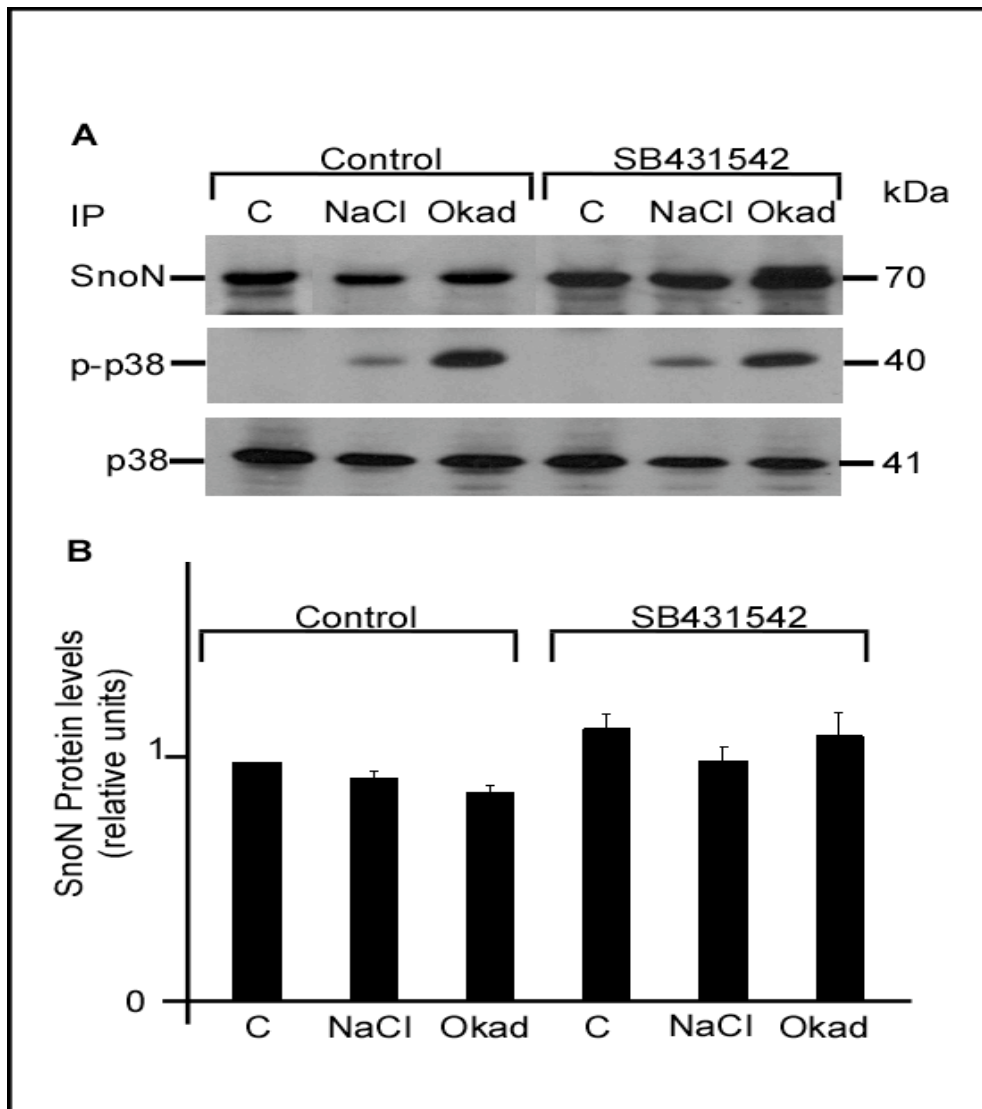 A
Control SB431542
kDa
IP C NaCl Okad C NaCl Okad
SnoN 70
p-p38 40
p38 41
B
Control SB431542
SnoN Protein levels
(relative units)
1
0
C NaCl Okad C NaCl Okad